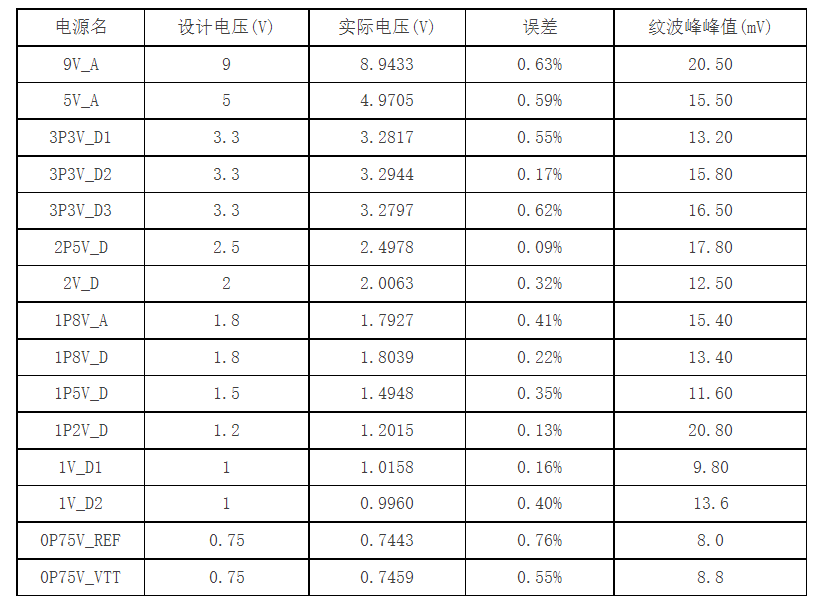 电源名 设计电压(V) 实际电压(V) 误差 纹波峰峰值(mV)
9V_A 9 8.9433 0.63% 20.50
5V_A 5 4.9705 0.59% 15.50
3P3V_D1 3.3 3.2817 0.55% 13.20
3P3V_D2 3.3 3.2944 0.17% 15.80
3P3V_D3 3.3 3.2797 0.62% 16.50
2P5V_D 2.5 2.4978 0.09% 17.80
2V_D 2 2.0063 0.32% 12.50
1P8V_A 1.8 1.7927 0.41% 15.40
1P8V_D 1.8 1.8039 0.22% 13.40
1P5V_D 1.5 1.4948 0.35% 11.60
1P2V_D 1.2 1.2015 0.13% 20.80
1V_D1 1 1.0158 0.16% 9.80
1V_D2 1 0.9960 0.40% 13.6
0P75V_REF 0.75 0.7443 0.76% 8.0
0P75V_VTT 0.75 0.7459 0.55% 8.8